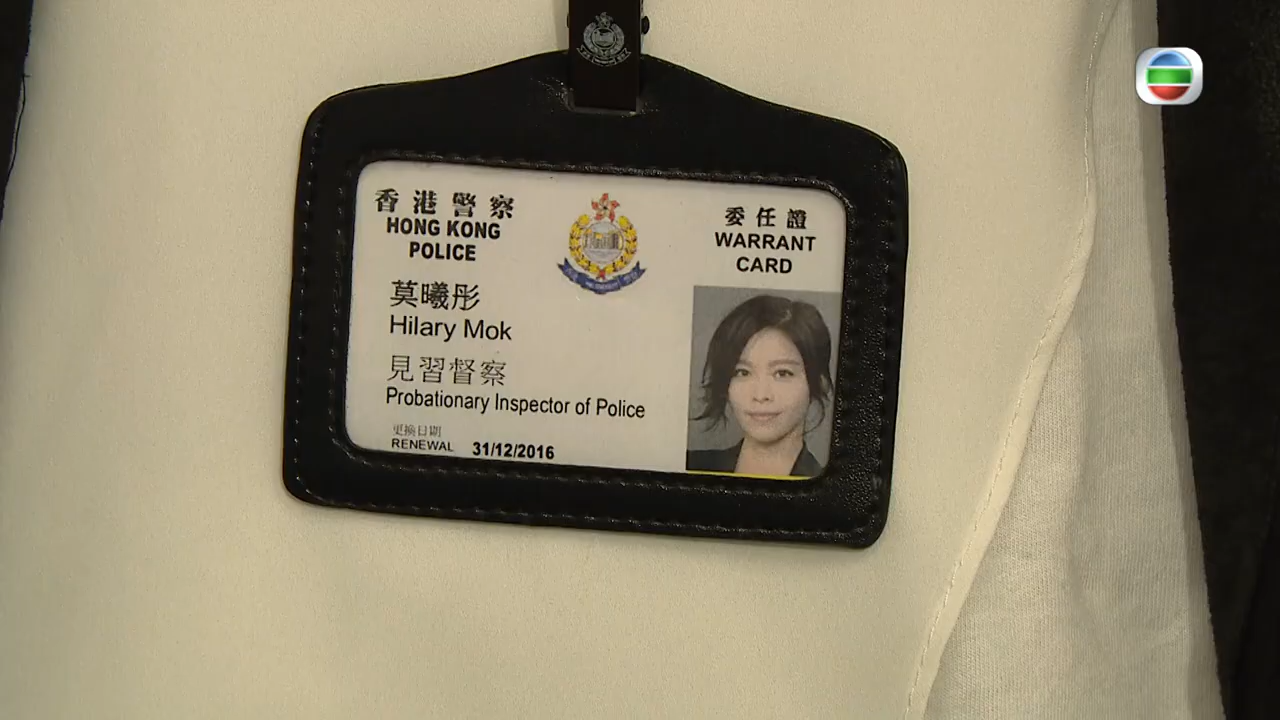 香港警察
HONG KONG
POLICE
委任證
WARRANT
CARD
莫曦彤
Hilary Mok
見習督察
Probationary Inspector of Police
更換日期
RENEWAL 31/12/2016